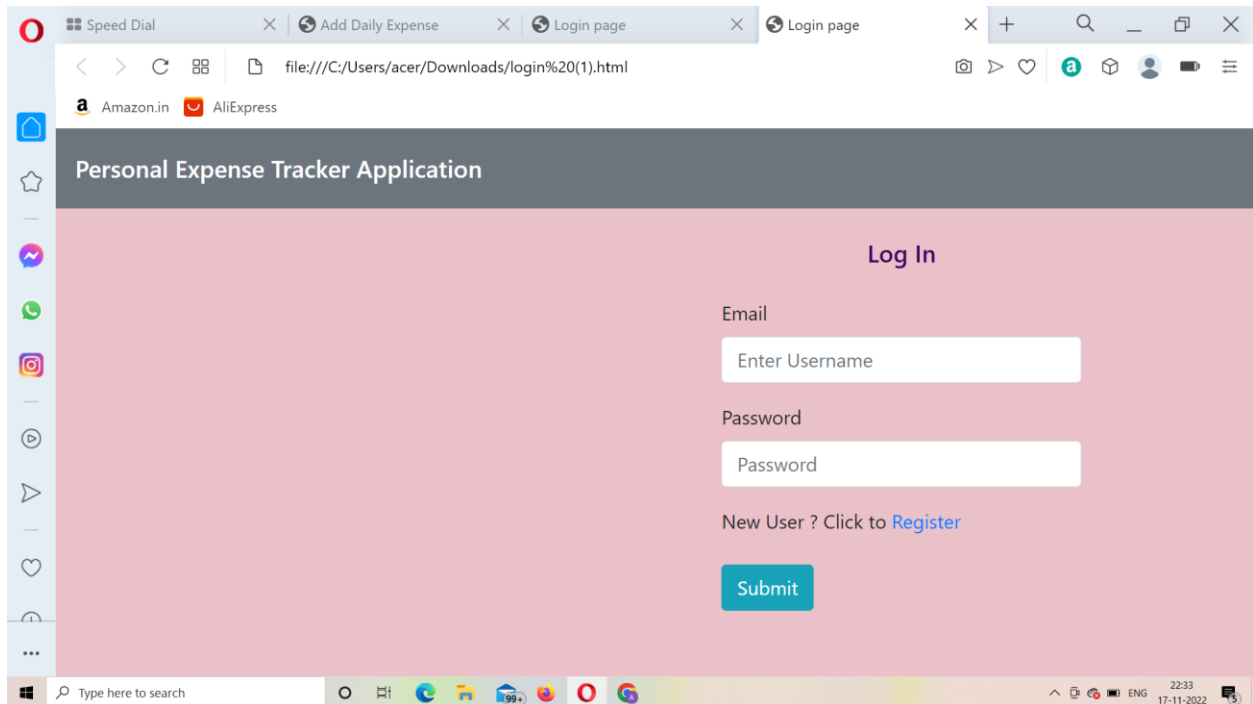 Speed Dial
Add Daily Expense
Login page
Login page
file:///C:/Users/acer/Downloads/login%20(1).html
Amazon.in
AliExpress
Personal Expense Tracker Application
Log In
Email
Enter Username
Password
Password
New User ? Click to Register
Submit
Type here to search
99+
ENG
22:33
17-11-2022
5